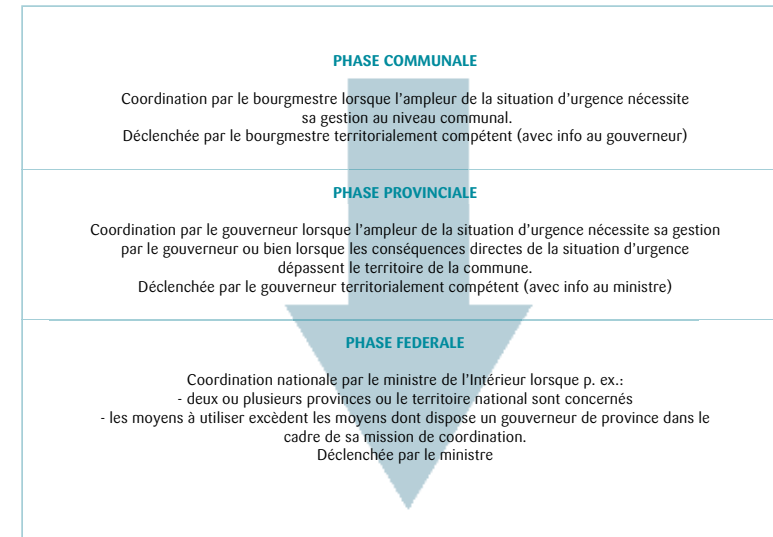 PHASE COMMUNALE
Coordination par le bourgmestre lorsque l'ampleur de la situation d'urgence nécessite
sa gestion au niveau communal.
Déclenchée par le bourgmestre territorialement compétent (avec info au gouverneur)
PHASE PROVINCIALE
Coordination par le gouverneur lorsque l'ampleur de la situation d'urgence nécessite sa gestion
par le gouverneur ou bien lorsque les conséquences directes de la situation d'urgence
dépassent le territoire de la commune.
Déclenchée par le gouverneur territorialement compétent (avec info au ministre)
PHASE FEDERALE
Coordination nationale par le ministre de l'Intérieur lorsque p. ex.:
- deux ou plusieurs provinces ou le territoire national sont concernés
- les moyens à utiliser excèdent les moyens dont dispose un gouverneur de province dans le
cadre de sa mission de coordination.
Déclenchée par le ministre